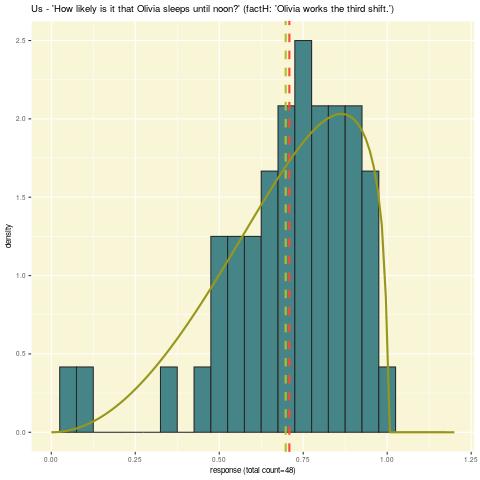 Us - 'How likely is it that Olivia sleeps until noon?' (factH: 'Olivia works the third shift.')
2.5
2.0
1.5
1.0
0.5
0.0
density
0.00 0.25 0.50 0.75 1.00 1.25
response (total count=48)